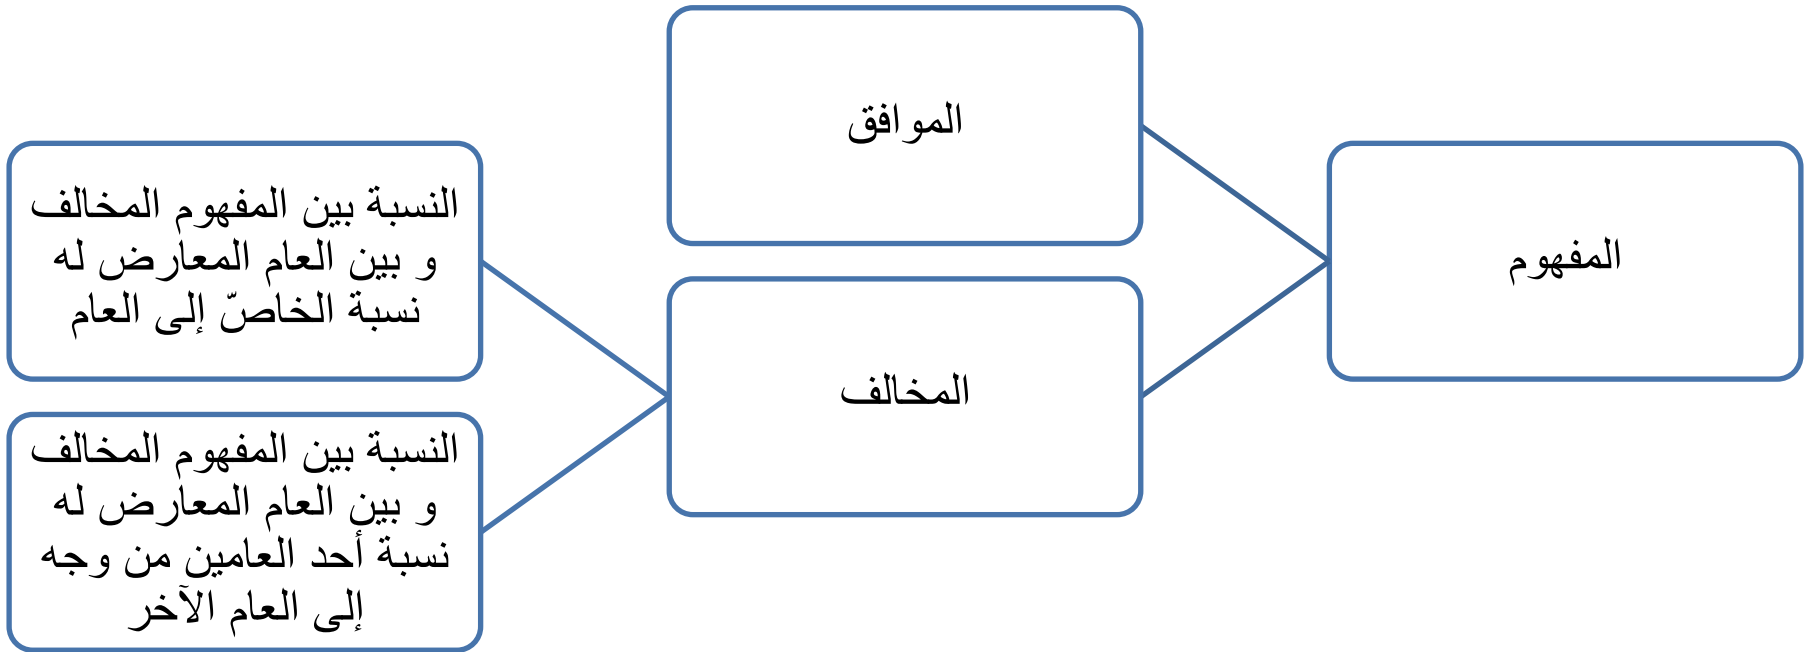 المفهوم
الموافق
المخالف
النسبة بين المفهوم المخالف
و بين العام المعارض له
نسبة الخاصّ إلى العام
النسبة بين المفهوم المخالف
و بين العام المعارض له
نسبة أحد العامين من وجه
إلى العام الآخر